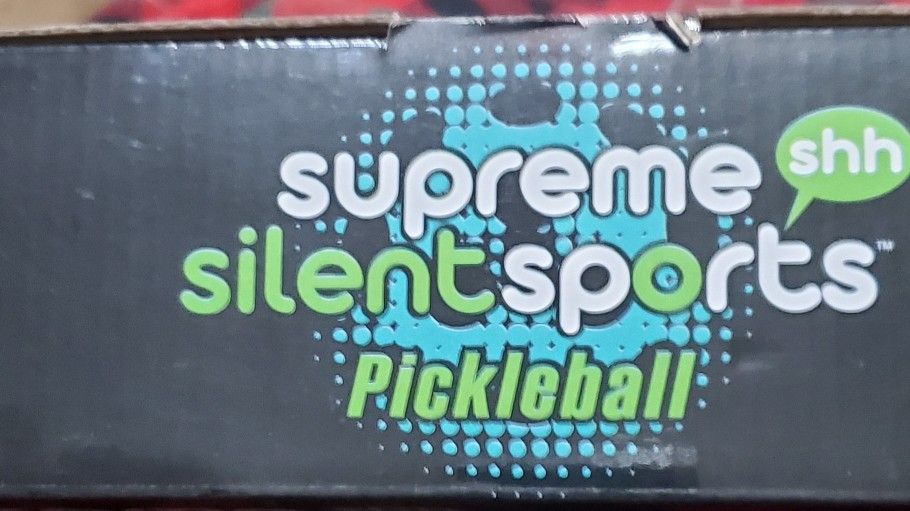 supreme
shh
silentsports™
Pickleball